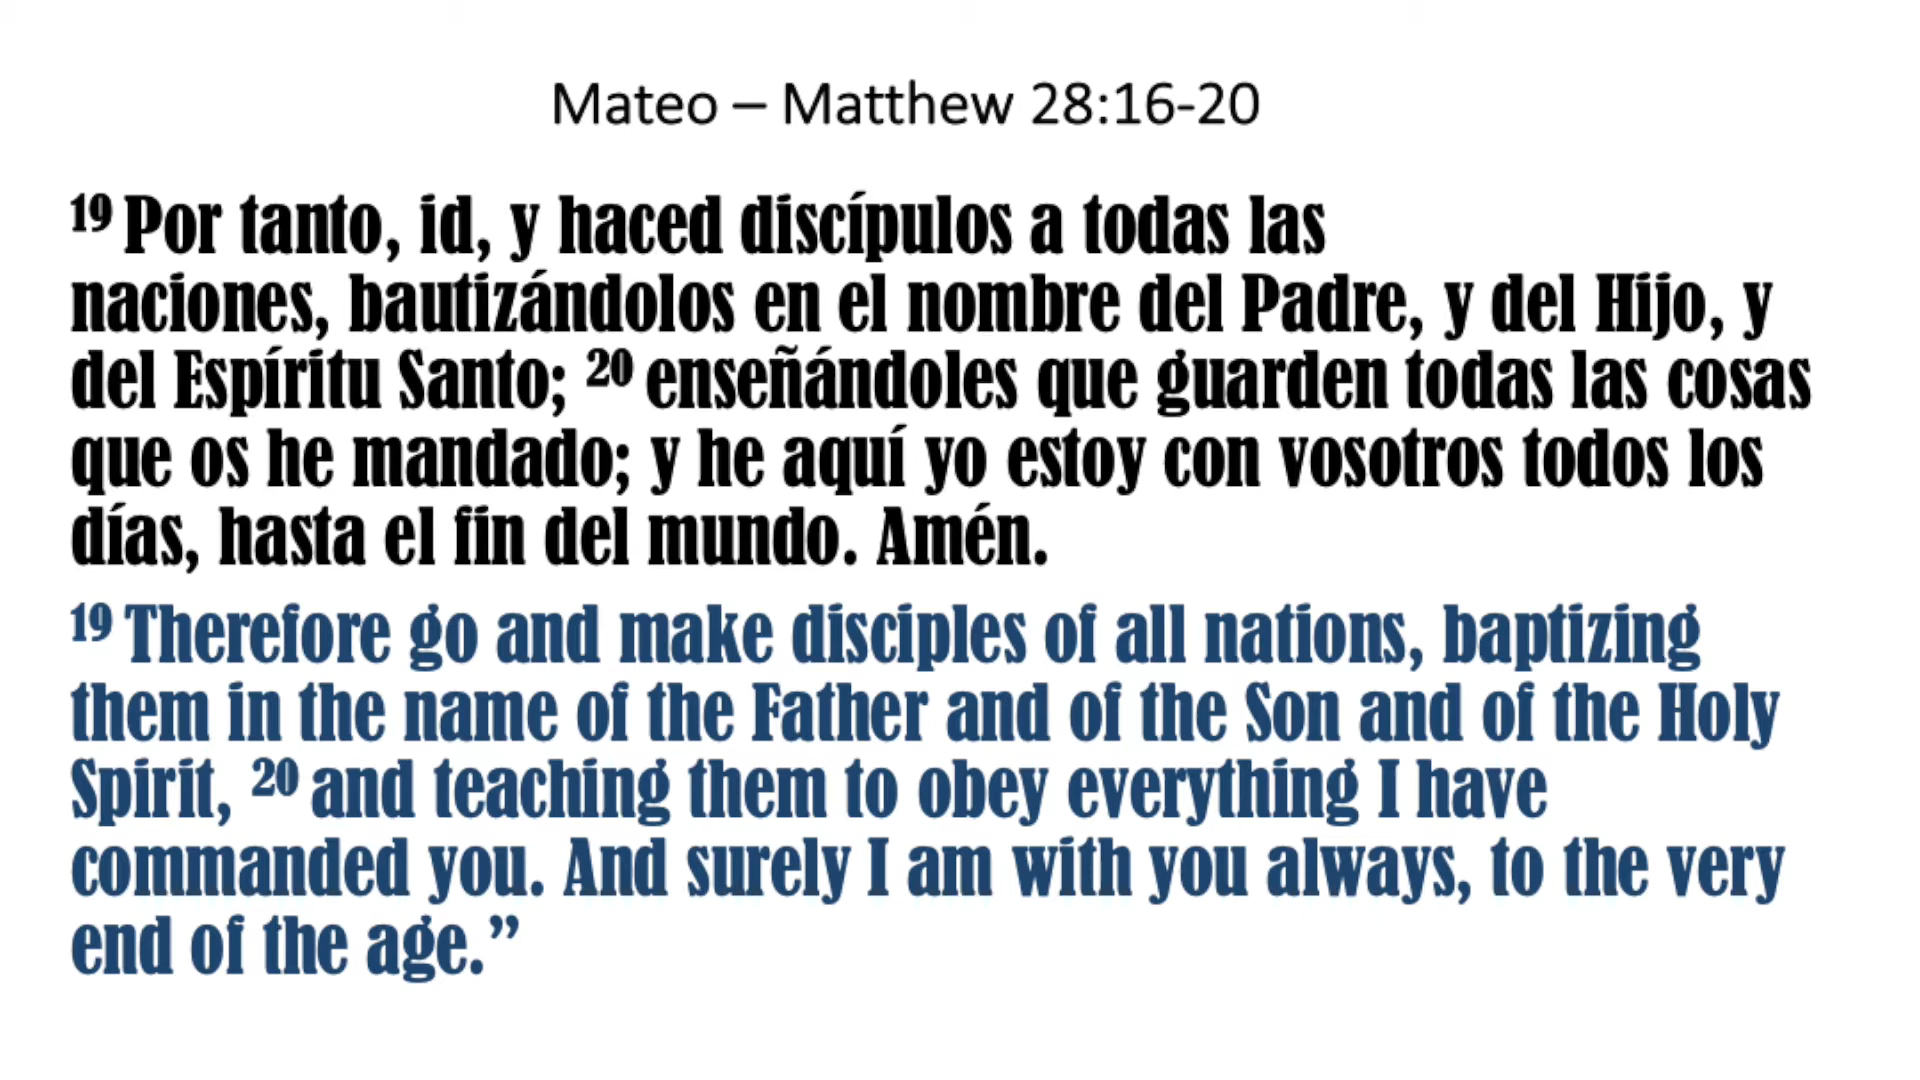 Mateo – Matthew 28:16-20
19 Por tanto, id, y haced discípulos a todas las
naciones, bautizándolos en el nombre del Padre, y del Hijo, y
del Espíritu Santo; 20 enseñándoles que guarden todas las cosas
que os he mandado; y he aquí yo estoy con vosotros todos los
días, hasta el fin del mundo. Amén.
19 Therefore go and make disciples of all nations, baptizing
them in the name of the Father and of the Son and of the Holy
Spirit, 20 and teaching them to obey everything I have
commanded you. And surely I am with you always, to the very
end of the age.”